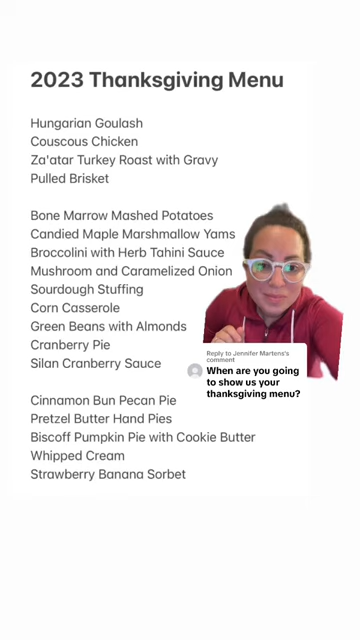 2023 Thanksgiving Menu
Hungarian Goulash
Couscous Chicken
Za'atar Turkey Roast with Gravy
Pulled Brisket
Bone Marrow Mashed Potatoes
Candied Maple Marshmallow Yams
Broccolini with Herb Tahini Sauce
Mushroom and Caramelized Onion
Sourdough Stuffing
Corn Casserole
Green Beans with Almonds
Cranberry Pie
Silan Cranberry Sauce
Reply to Jennifer Martens's
comment
When are you going
to show us your
thanksgiving menu?
Cinnamon Bun Pecan Pie
Pretzel Butter Hand Pies
Biscoff Pumpkin Pie with Cookie Butter
Whipped Cream
Strawberry Banana Sorbet